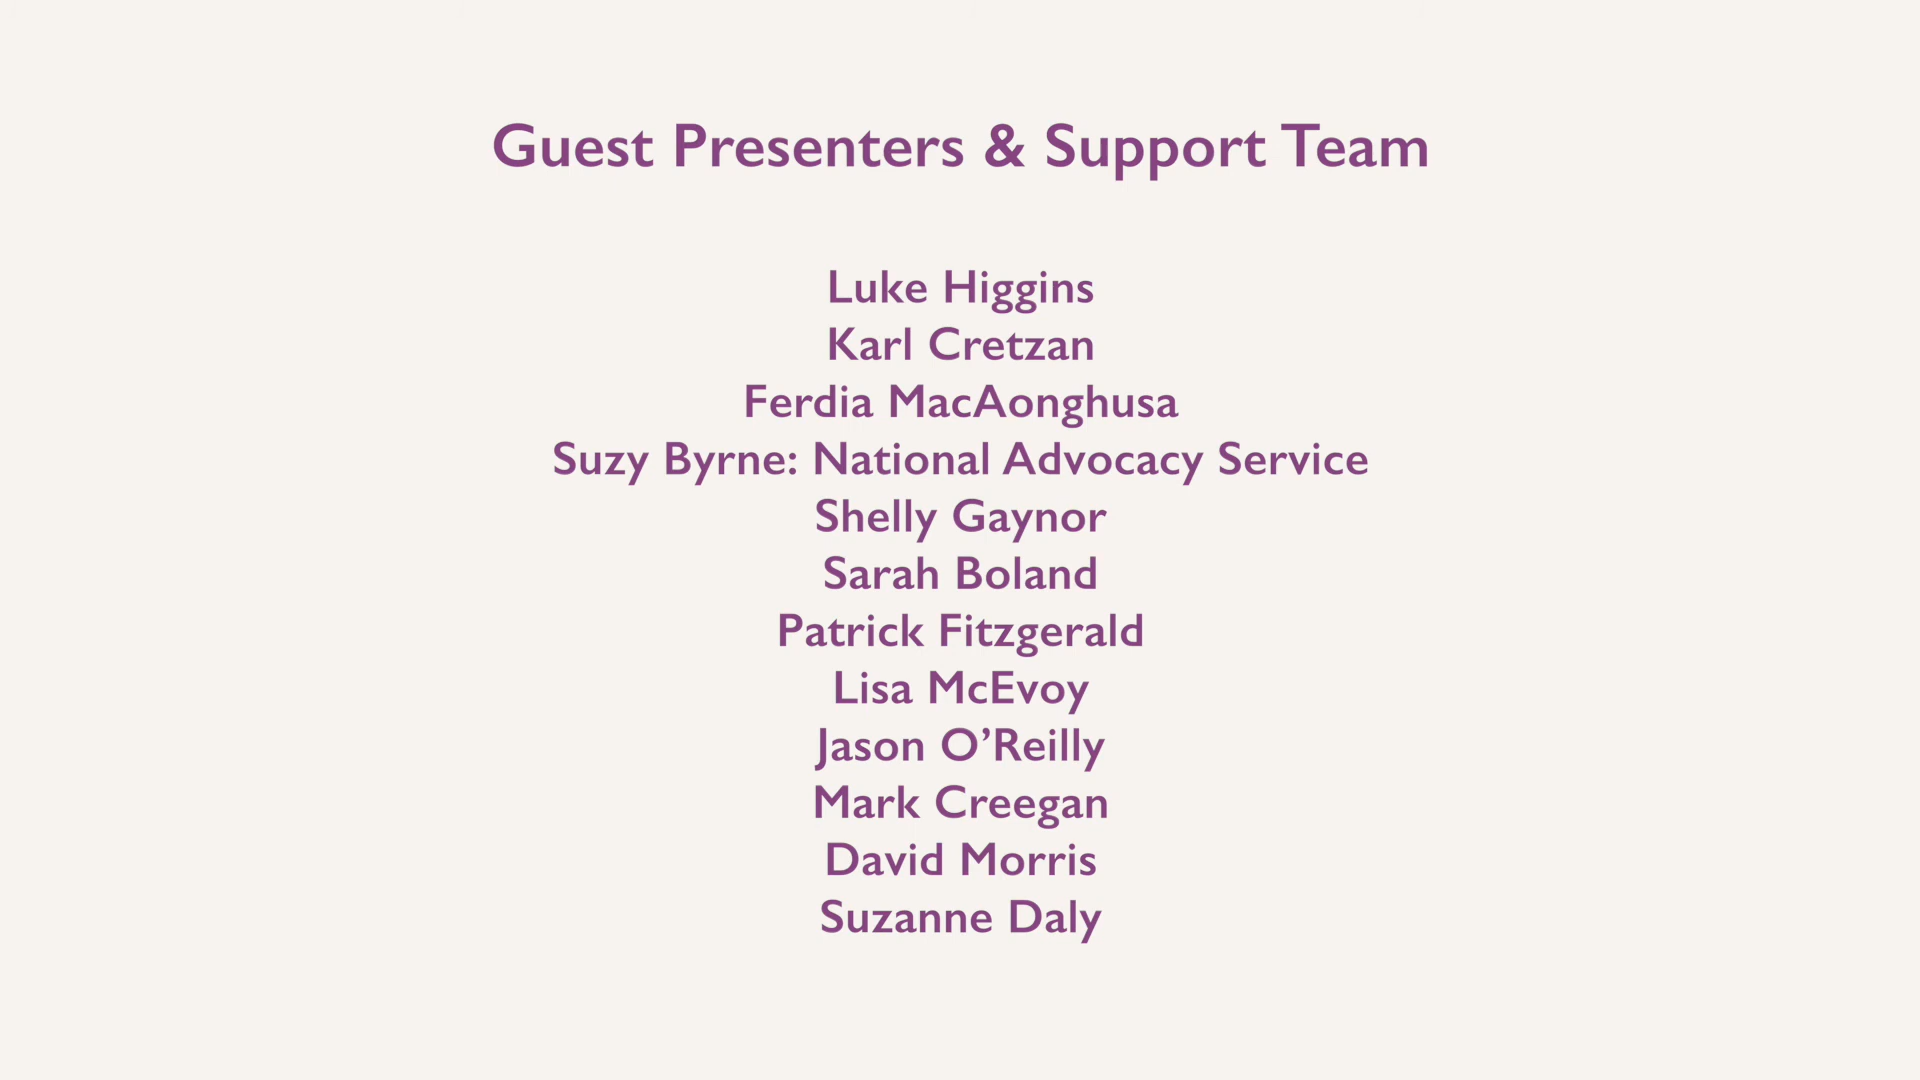 Guest Presenters & Support Team
Luke Higgins
Karl Cretzan
Ferdia MacAonghusa
Suzy Byrne: National Advocacy Service
Shelly Gaynor
Sarah Boland
Patrick Fitzgerald
Lisa McEvoy
Jason O’Reilly
Mark Creegan
David Morris
Suzanne Daly